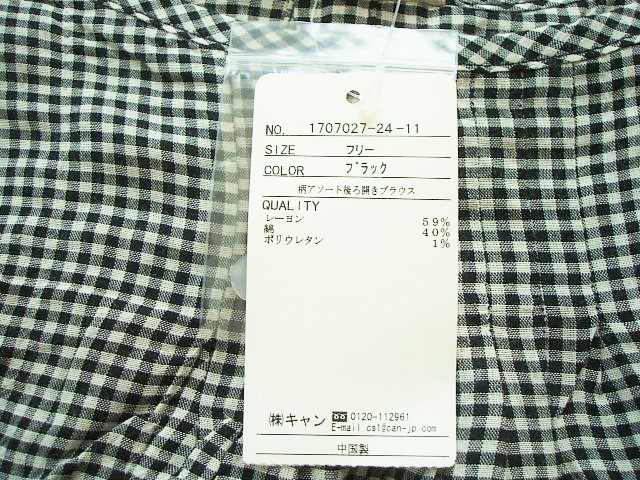 NO. 1707027-24-11
SIZE フリー
COLOR ブラック
柄アソート後ろ開きブラウス
QUALITY
レーヨン 59%
綿 40%
ポリウレタン 1%
㈱キャン 0120-112961
E-mail cs1@can-jp.com
中国製